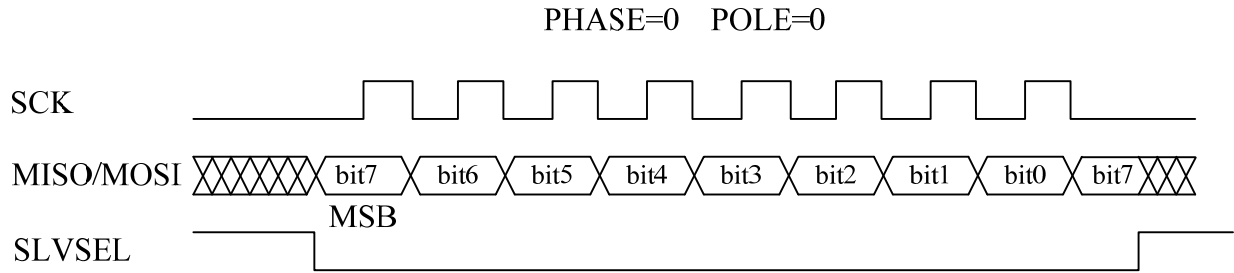 PHASE=0 POLE=0
SCK
MISO/MOSI bit7 bit6 bit5 bit4 bit3 bit2 bit1 bit0 bit7
MSB
SLVSEL